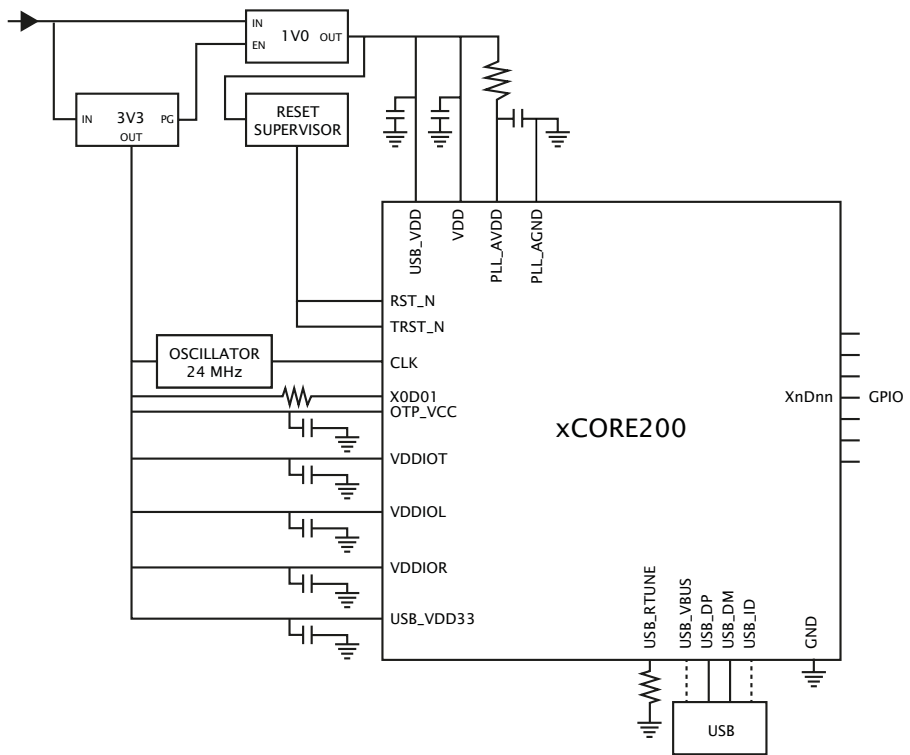 IN
1V0
OUT
EN
IN
3V3
PG
OUT
RESET
SUPERVISOR
USB_VDD
VDD
PLL_AVDD
PLL_AGND
RST_N
TRST_N
OSCILLATOR
24 MHz
CLK
X0D01
OTP_VCC
XnDnn
GPIO
xCORE200
VDDIOT
VDDIOL
VDDIOR
USB_VDD33
USB_RTUNE
USB_VBUS
USB_DP
USB_DM
USB_ID
GND
USB